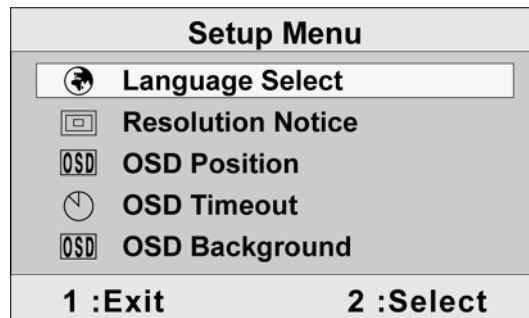 Setup Menu
Language Select
Resolution Notice
OSD OSD Position
OSD Timeout
OSD OSD Background
1 :Exit 2 :Select